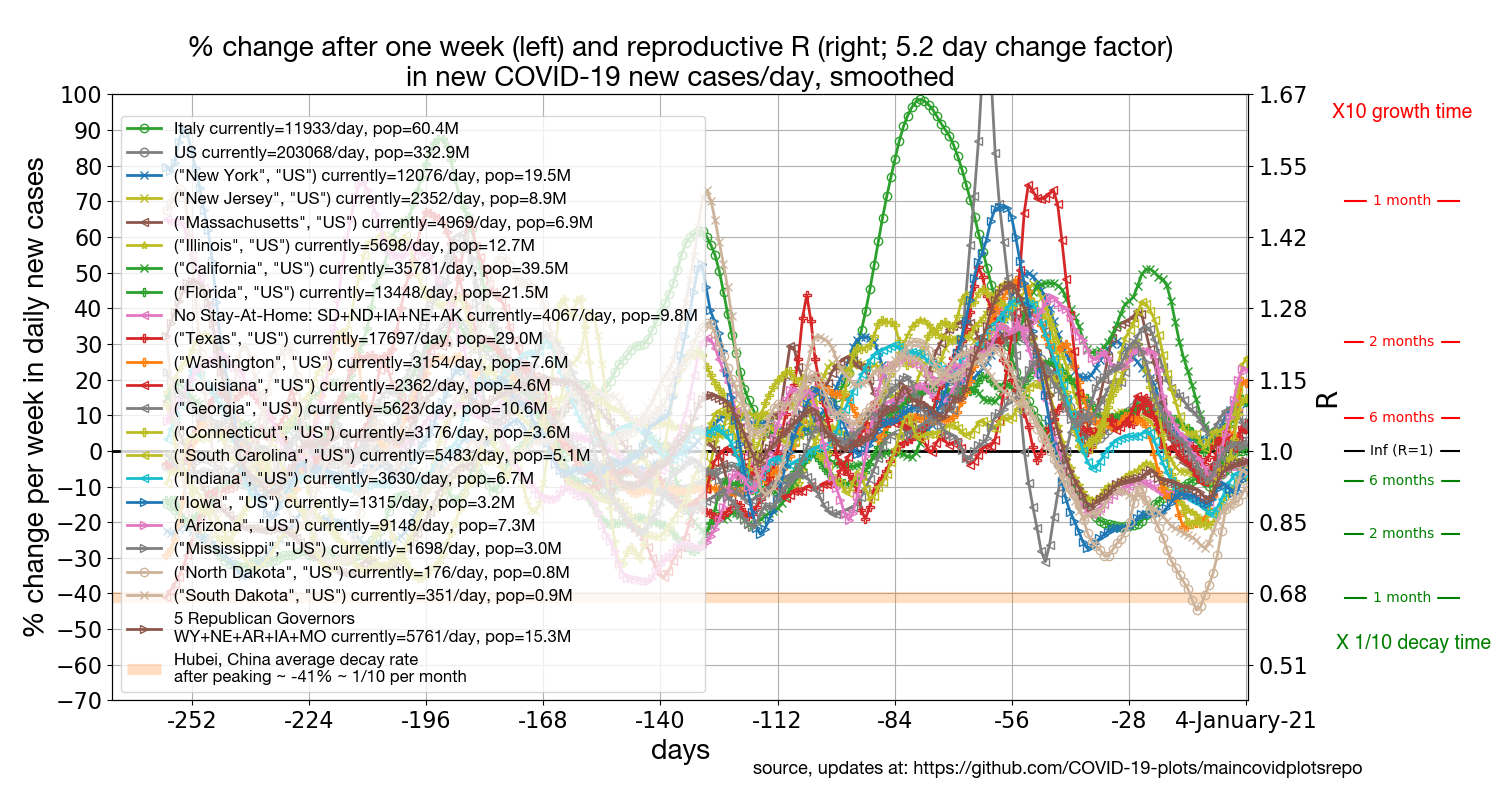 % change after one week (left) and reproductive R (right; 5.2 day change factor)
in new COVID-19 new cases/day, smoothed
% change per week in daily new cases
100
90
80
70
60
50
40
30
20
10
0
−10
−20
−30
−40
−50
−60
−70
Italy currently=11933/day, pop=60.4M
US currently=203068/day, pop=332.9M
("New York", "US") currently=12076/day, pop=19.5M
("New Jersey", "US") currently=2352/day, pop=8.9M
("Massachusetts", "US") currently=4969/day, pop=6.9M
("Illinois", "US") currently=5698/day, pop=12.7M
("California", "US") currently=35781/day, pop=39.5M
("Florida", "US") currently=13448/day, pop=21.5M
No Stay-At-Home: SD+ND+IA+NE+AK currently=4067/day, pop=9.8M
("Texas", "US") currently=17697/day, pop=29.0M
("Washington", "US") currently=3154/day, pop=7.6M
("Louisiana", "US") currently=2362/day, pop=4.6M
("Georgia", "US") currently=5623/day, pop=10.6M
("Connecticut", "US") currently=3176/day, pop=3.6M
("South Carolina", "US") currently=5483/day, pop=5.1M
("Indiana", "US") currently=3630/day, pop=6.7M
("Iowa", "US") currently=1315/day, pop=3.2M
("Arizona", "US") currently=9148/day, pop=7.3M
("Mississippi", "US") currently=1698/day, pop=3.0M
("North Dakota", "US") currently=176/day, pop=0.8M
("South Dakota", "US") currently=351/day, pop=0.9M
5 Republican Governors
WY+NE+AR+IA+MO currently=5761/day, pop=15.3M
Hubei, China average decay rate
after peaking ~ -41% ~ 1/10 per month
-252
-224
-196
-168
-140
-112
-84
-56
-28
4-January-21
days
1.67
1.55
1.42
1.28
1.15
1.0
0.85
0.68
0.51
R
X10 growth time
1 month
2 months
6 months
Inf (R=1)
6 months
2 months
1 month
X 1/10 decay time
source, updates at: https://github.com/COVID-19-plots/maincovidplotsrepo